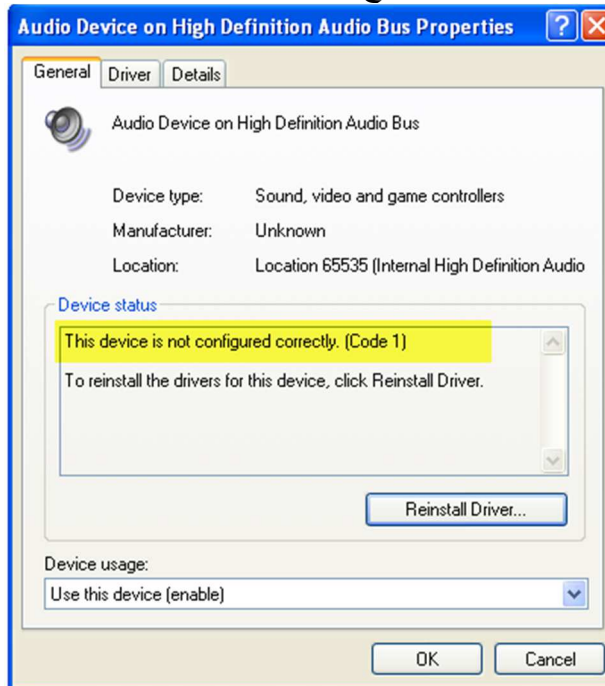 Audio Device on High Definition Audio Bus Properties
General Driver Details
Audio Device on High Definition Audio Bus
Device type: Sound, video and game controllers
Manufacturer: Unknown
Location: Location 65535 (Internal High Definition Audio
Device status
This device is not configured correctly. (Code 1)
To reinstall the drivers for this device, click Reinstall Driver.
Reinstall Driver...
Device usage:
Use this device (enable)
OK Cancel